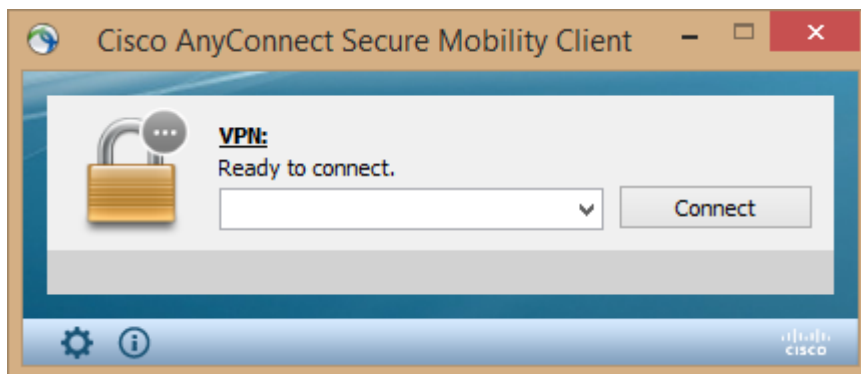 Cisco AnyConnect Secure Mobility Client
VPN:
Ready to connect.
Connect
CISCO